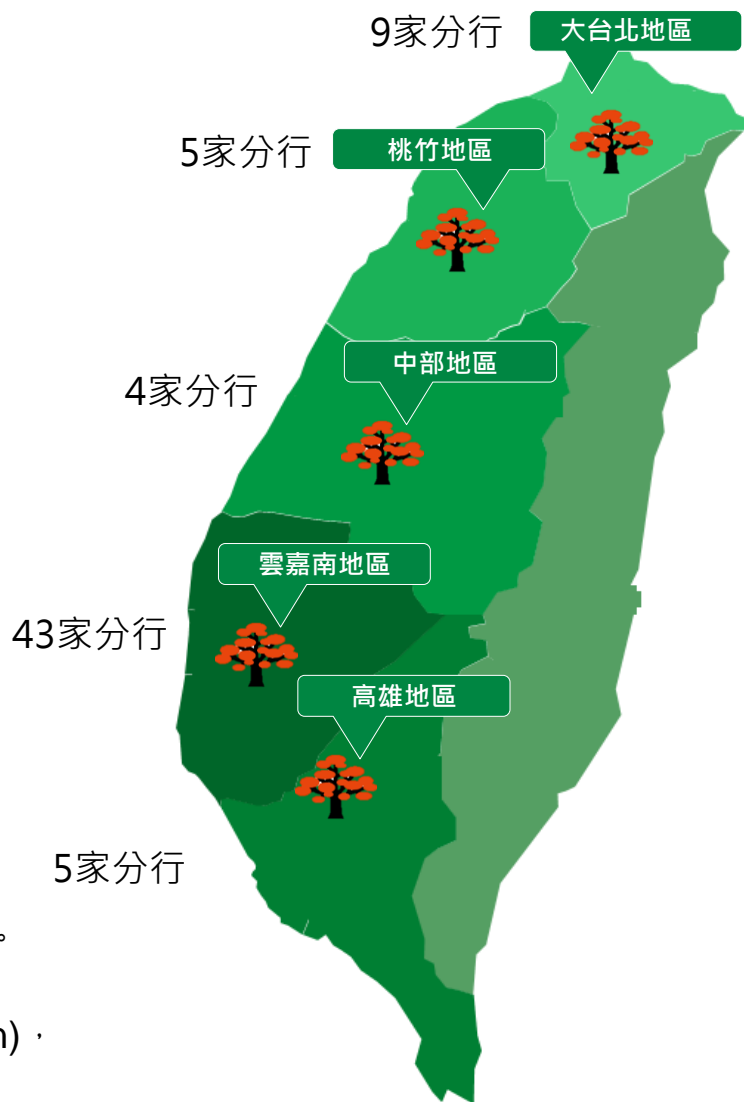 9家分行 大台北地區
5家分行 桃竹地區
中部地區
4家分行
雲嘉南地區
43家分行
高雄地區
5家分行
。
n)，